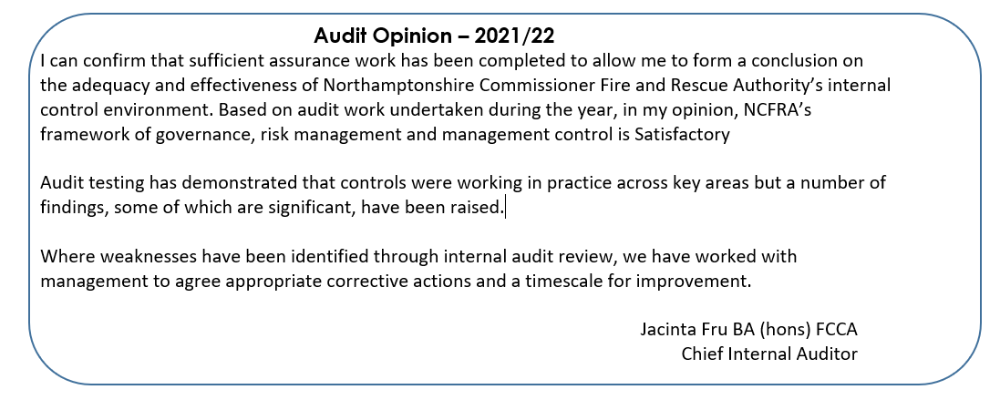 Audit Opinion – 2021/22
I can confirm that sufficient assurance work has been completed to allow me to form a conclusion on
the adequacy and effectiveness of Northamptonshire Commissioner Fire and Rescue Authority’s internal
control environment. Based on audit work undertaken during the year, in my opinion, NCFRA’s
framework of governance, risk management and management control is Satisfactory
Audit testing has demonstrated that controls were working in practice across key areas but a number of
findings, some of which are significant, have been raised.
Where weaknesses have been identified through internal audit review, we have worked with
management to agree appropriate corrective actions and a timescale for improvement.
Jacinta Fru BA (hons) FCCA
Chief Internal Auditor